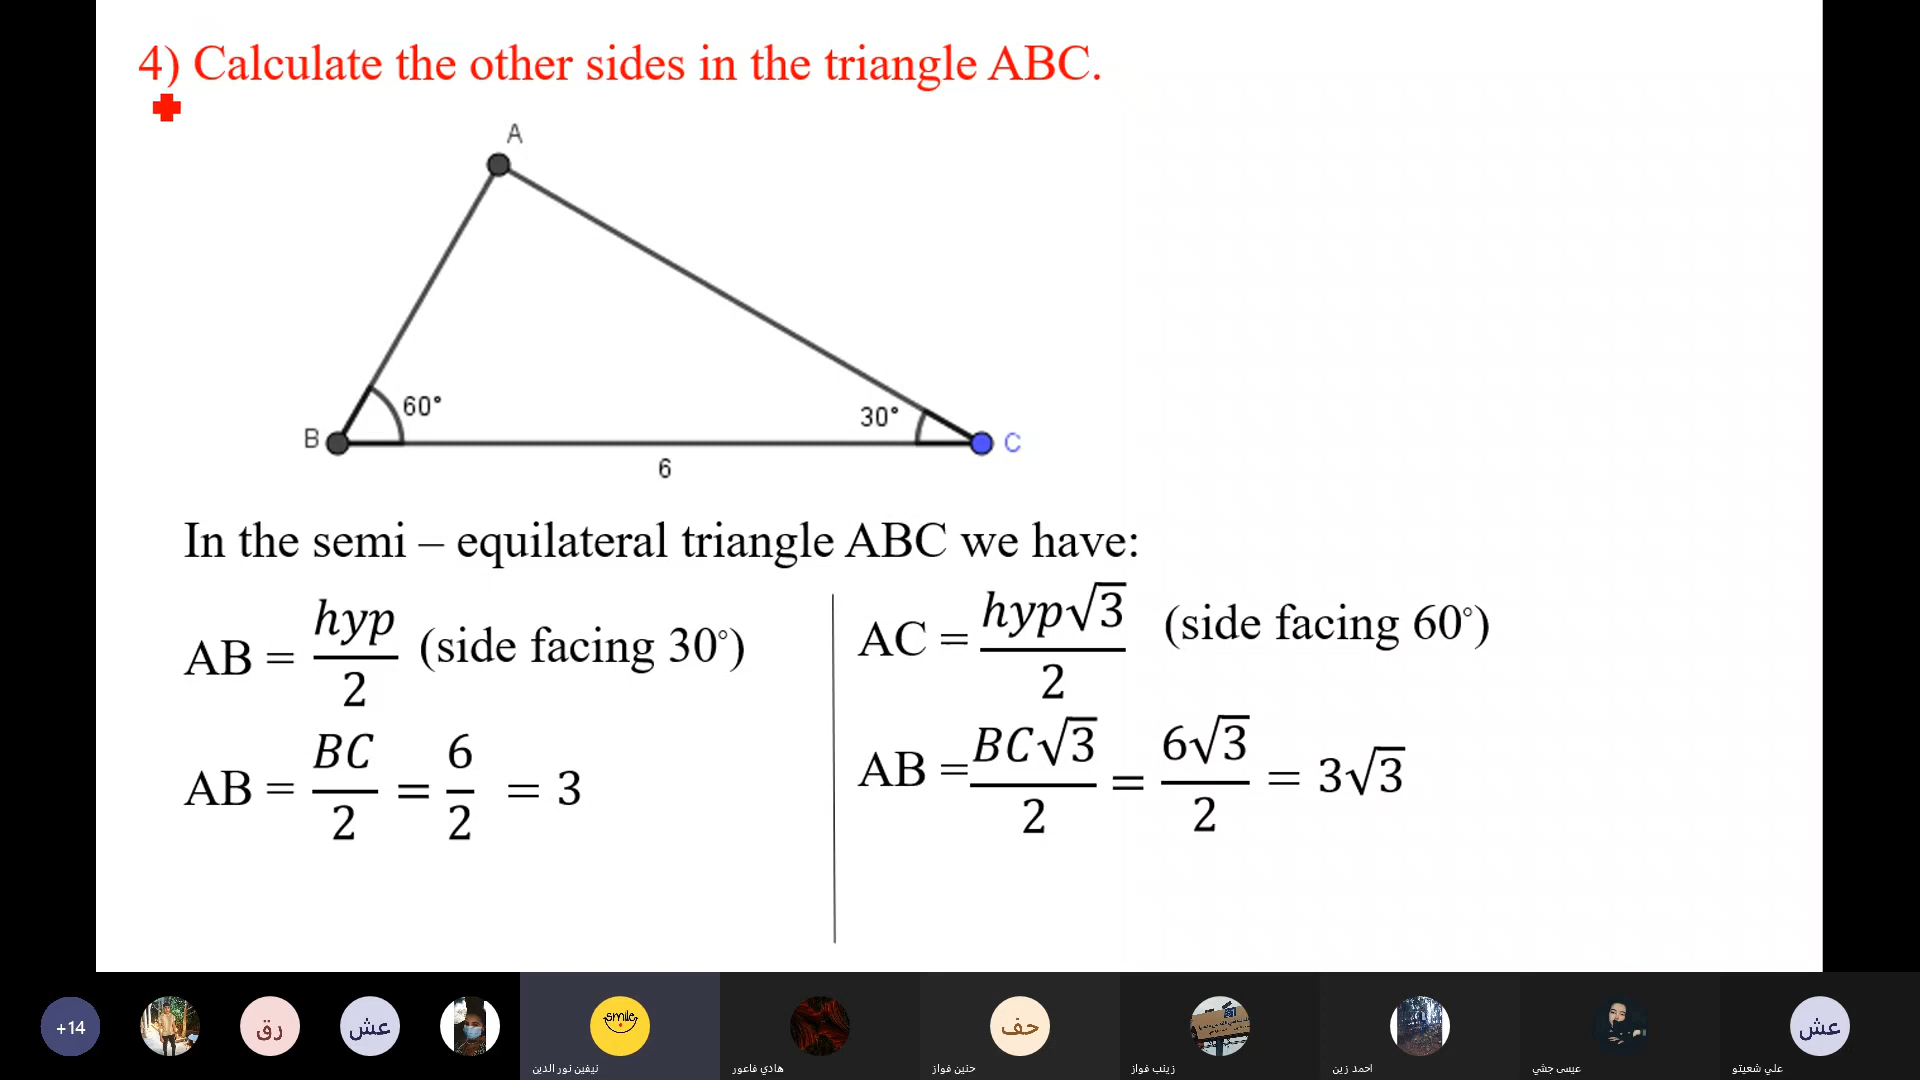 4) Calculate the other sides in the triangle ABC.
A
60°
30°
B
C
6
In the semi – equilateral triangle ABC we have:
AB = hyp/2 (side facing 30°)
AC = hyp√3/2 (side facing 60°)
AB = BC/2 = 6/2 = 3
AB = BC√3/2 = 6√3/2 = 3√3
+14
رق
عش
smile
حف
عش
نيفين نور الدين
هادي فاعور
حنين فواز
زينب فواز
احمد زين
عيسى جشي
علي شعيتو